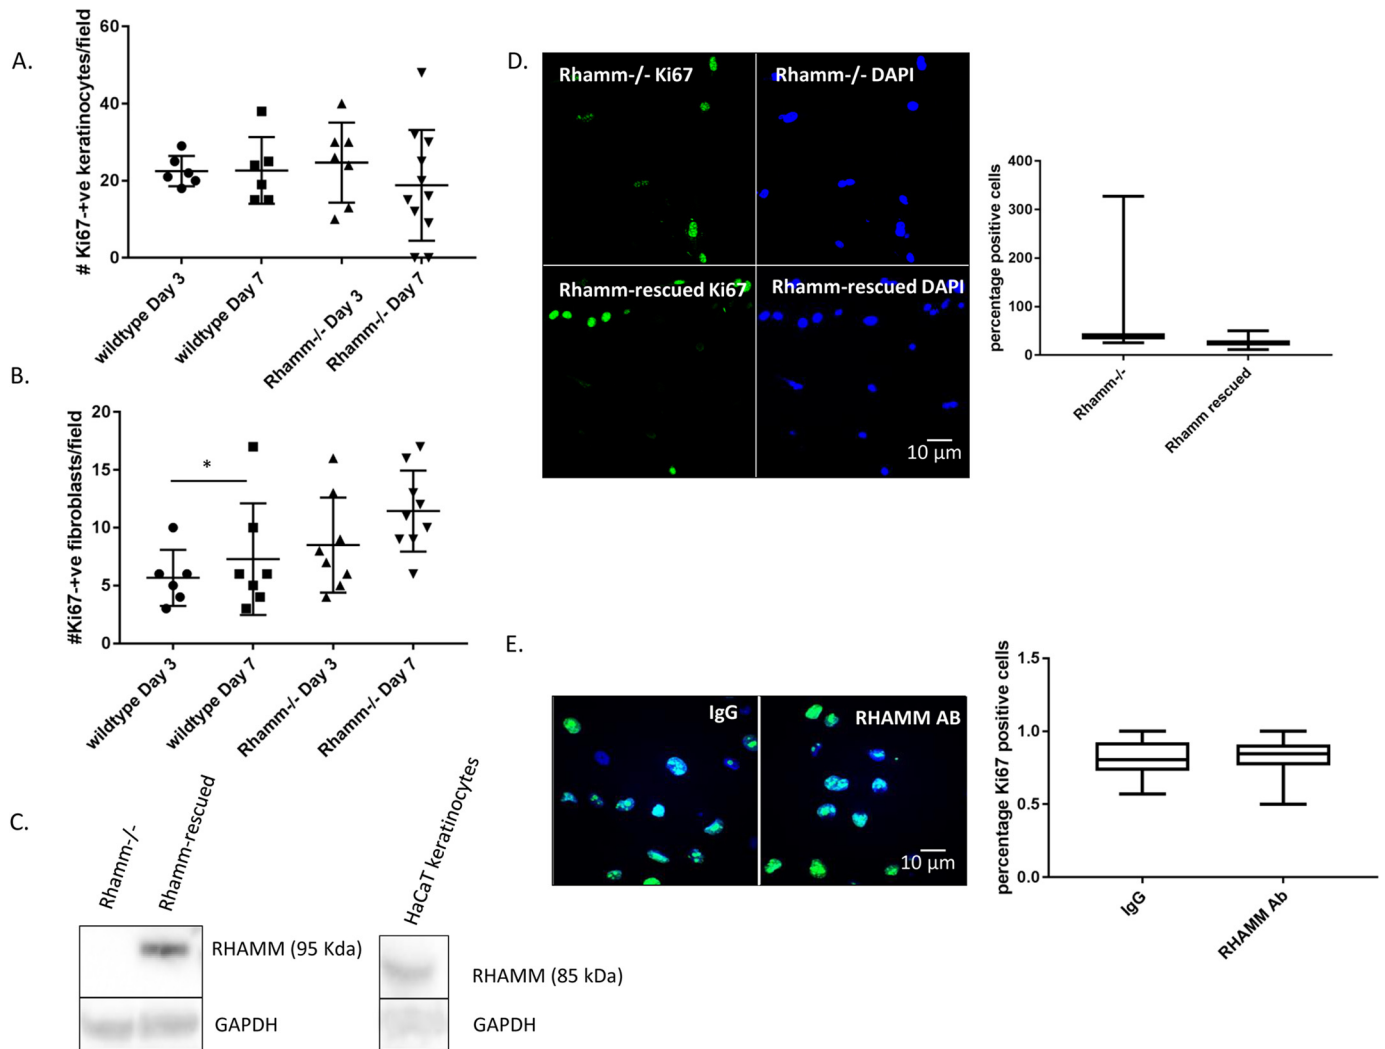 A.
# Ki67-+ve keratinocytes/field
60
40
20
0
wildtype Day 3
wildtype Day 7
Rhamm-/- Day 3
Rhamm-/- Day 7
B.
#Ki67-+ve fibroblasts/field
20
15
10
5
0
*
wildtype Day 3
wildtype Day 7
Rhamm-/- Day 3
Rhamm-/- Day 7
C.
Rhamm-/-
Rhamm-rescued
RHAMM (95 Kda)
GAPDH
HaCaT keratinocytes
RHAMM (85 kDa)
GAPDH
D.
Rhamm-/- Ki67
Rhamm-/- DAPI
Rhamm-rescued Ki67
Rhamm-rescued DAPI
10 µm
percentage positive cells
400
300
200
100
0
Rhamm-/-
Rhamm rescued
E.
IgG
RHAMM AB
10 µm
percentage Ki67 positive cells
1.5
1.0
0.5
0.0
IgG
RHAMM Ab